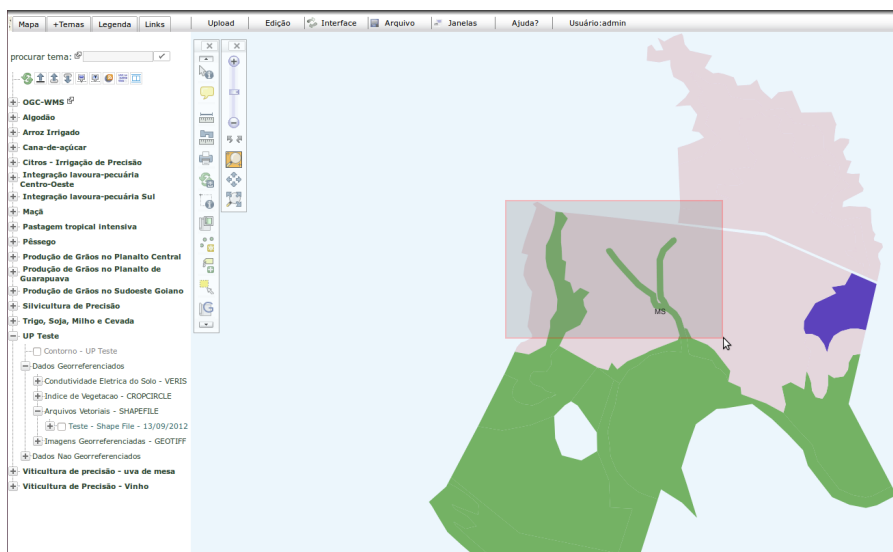 Mapa +Temas Legenda Links Upload Edição Interface Arquivo Janelas Ajuda? Usuário:admin
procurar tema:
OGC-WMS
Algodão
Arroz Irrigado
Cana-de-açúcar
Citros - Irrigação de Precisão
Integração lavoura-pecuária
Centro-Oeste
Integração lavoura-pecuária Sul
Maçã
Pastagem tropical intensiva
Pêssego
Produção de Grãos no Planalto Central
Produção de Grãos no Planalto de
Guarapuava
Produção de Grãos no Sudoeste Goiano
Silvicultura de Precisão
Trigo, Soja, Milho e Cevada
UP Teste
Contorno - UP Teste
Dados Georreferenciados
Condutividade Eletrica do Solo - VERIS
Indice de Vegetacao - CROPCIRCLE
Arquivos Vetoriais - SHAPEFILE
Teste - Shape File - 13/09/2012
Imagens Georreferenciadas - GEOTIFF
Dados Nao Georreferenciados
Viticultura de precisão - uva de mesa
Viticultura de Precisão - Vinho
MS